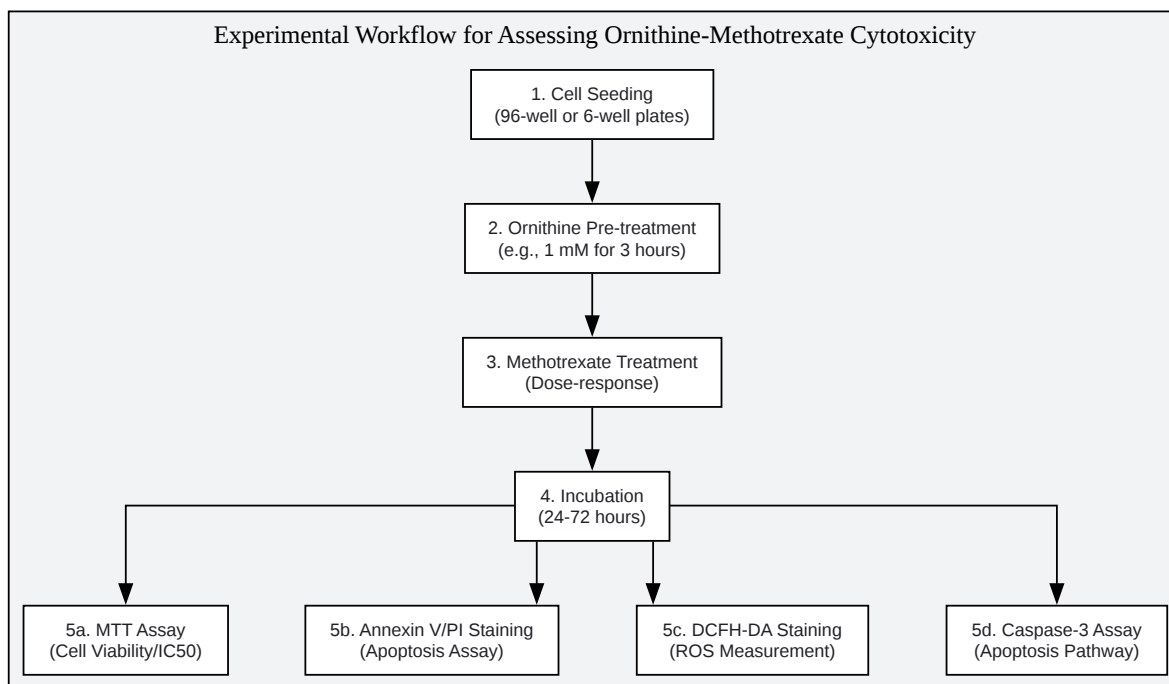 Experimental Workflow for Assessing Ornithine-Methotrexate Cytotoxicity
1. Cell Seeding
(96-well or 6-well plates)
2. Ornithine Pre-treatment
(e.g., 1 mM for 3 hours)
3. Methotrexate Treatment
(Dose-response)
4. Incubation
(24-72 hours)
5a. MTT Assay
(Cell Viability/IC50)
5b. Annexin V/PI Staining
(Apoptosis Assay)
5c. DCFH-DA Staining
(ROS Measurement)
5d. Caspase-3 Assay
(Apoptosis Pathway)